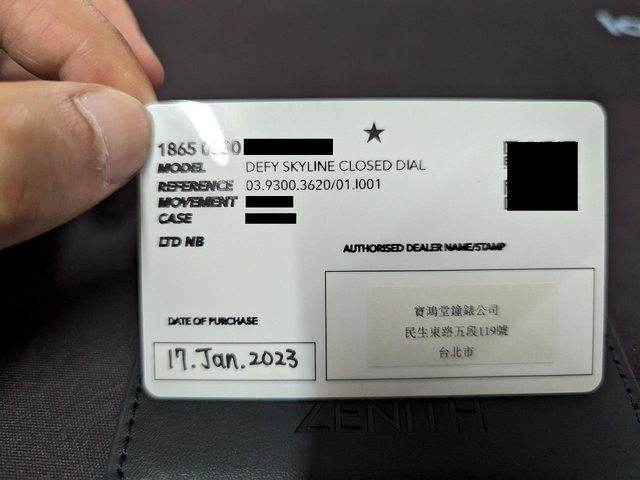 1865
MODEL DEFY SKYLINE CLOSED DIAL
REFERENCE 03.9300.3620/01.I001
MOVEMENT
CASE
LTD NB
AUTHORISED DEALER NAME/STAMP
寶鴻堂鐘錶公司
民生東路五段119號
台北市
DATE OF PURCHASE
17.Jan.2023
ZENITH